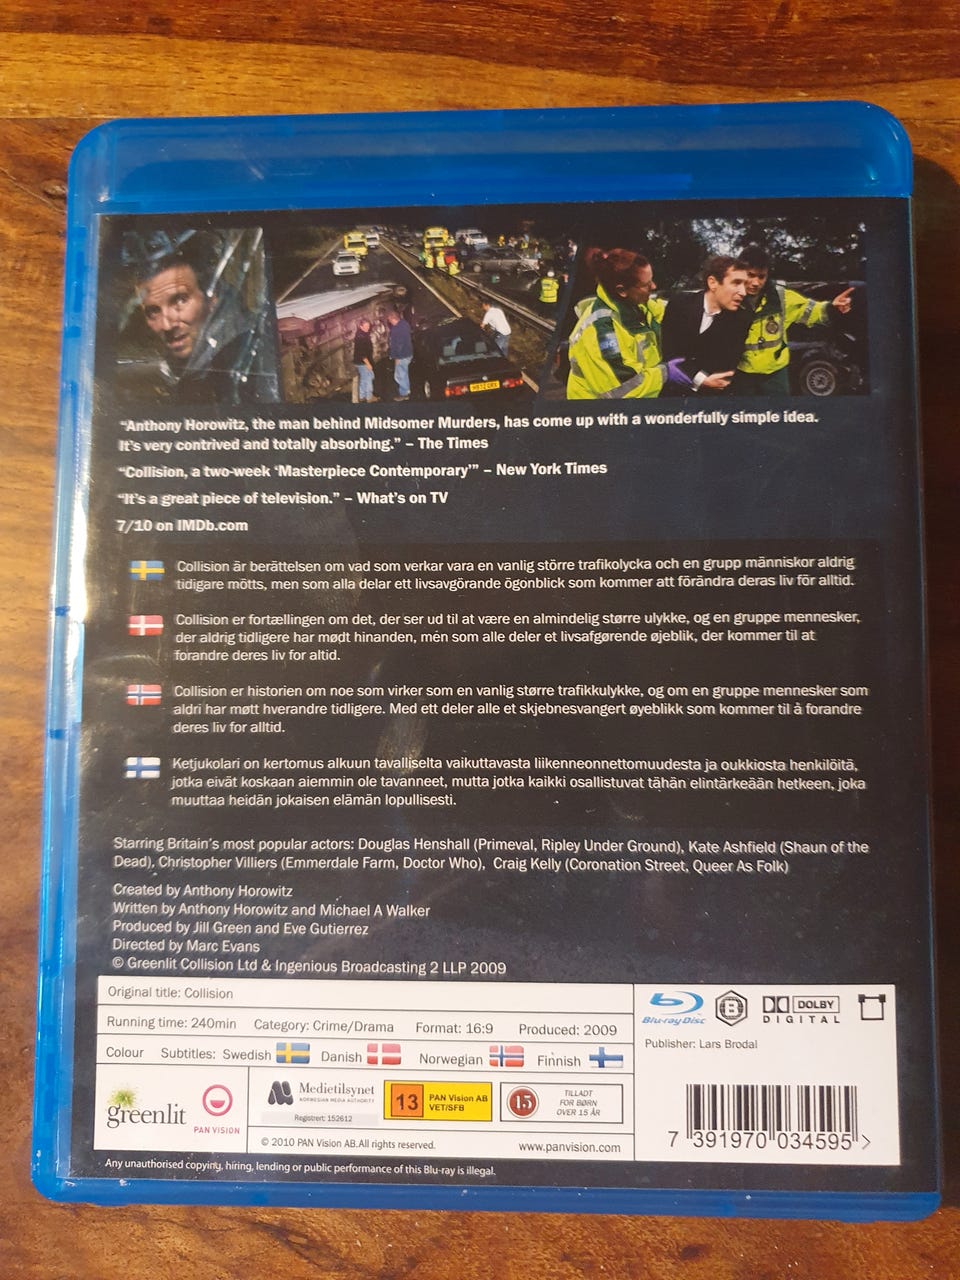 “Anthony Horowitz, the man behind Midsomer Murders, has come up with a wonderfully simple idea.
It’s very contrived and totally absorbing.” – The Times
“Collision, a two-week ‘Masterpiece Contemporary’” – New York Times
“It’s a great piece of television.” – What’s on TV
7/10 on IMDb.com
Collision är berättelsen om vad som verkar vara en vanlig större trafikolycka och en grupp människor aldrig
tidigare mötts, men som alla delar ett livsavgörande ögonblick som kommer att förändra deras liv för alltid.
Collision er fortællingen om det, der ser ud til at være en almindelig større ulykke, og en gruppe mennesker,
der aldrig tidligere har mødt hinanden, men som alle deler et livsafgørende øjeblik, der kommer til at
forandre deres liv for altid.
Collision er historien om noe som virker som en vanlig større trafikkulykke, og om en gruppe mennesker som
aldri har møtt hverandre tidligere. Med ett deler alle et skjebnesvangert øyeblikk som kommer til å forandre
deres liv for alltid.
Ketjukolari on kertomus alkuun tavalliselta vaikuttavasta liikenneonnettomuudesta ja oukkiosta henkilöitä,
jotka eivät koskaan aiemmin ole tavanneet, mutta jotka kaikki osallistuvat tähän elintärkeään hetkeen, joka
muuttaa heidän jokaisen elämän lopullisesti.
Starring Britain’s most popular actors: Douglas Henshall (Primeval, Ripley Under Ground), Kate Ashfield (Shaun of the
Dead), Christopher Villiers (Emmerdale Farm, Doctor Who), Craig Kelly (Coronation Street, Queer As Folk)
Created by Anthony Horowitz
Written by Anthony Horowitz and Michael A Walker
Produced by Jill Green and Eve Gutierrez
Directed by Marc Evans
© Greenlit Collision Ltd & Ingenious Broadcasting 2 LLP 2009
Original title: Collision
Running time: 240min Category: Crime/Drama Format: 16:9 Produced: 2009
Colour Subtitles: Swedish Danish Norwegian Finnish
Blu-ray Disc B DOLBY DIGITAL
Publisher: Lars Brodal
greenlit
PAN VISION
Medietilsynet
NORWEGIAN MEDIA AUTHORITY
Registrert: 152612
13 PAN Vision AB
VET/SFB
15 TILLADT
FOR BØRN
OVER 15 ÅR
© 2010 PAN Vision AB.All rights reserved. www.panvision.com
7 391970 034595 >
Any unauthorised copying, hiring, lending or public performance of this Blu-ray is illegal.